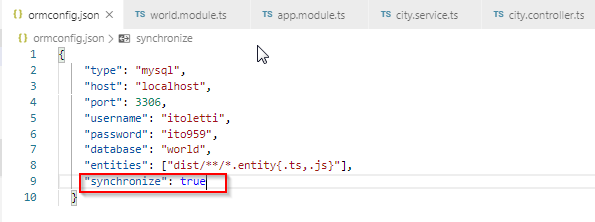 ormconfig.json × TS world.module.ts TS app.module.ts TS city.service.ts TS city.controller.ts
ormconfig.json > synchronize
1 {
2 "type": "mysql",
3 "host": "localhost",
4 "port": 3306,
5 "username": "itoletti",
6 "password": "ito959",
7 "database": "world",
8 "entities": ["dist/**/*.entity{.ts,.js}"],
9 "synchronize": true
10 }